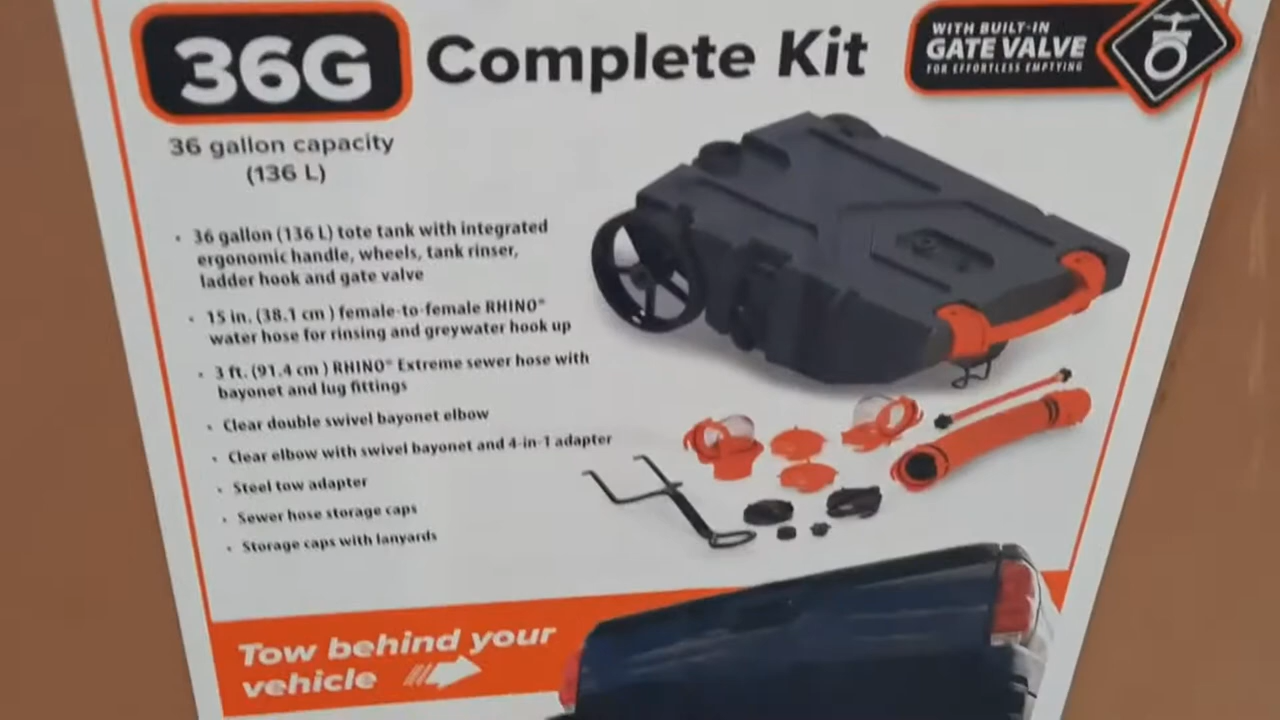 36G Complete Kit
WITH BUILT-IN
GATE VALVE
FOR EFFORTLESS EMPTYING
36 gallon capacity
(136 L)
• 36 gallon (136 L) tote tank with integrated
ergonomic handle, wheels, tank rinser,
ladder hook and gate valve
• 15 in. (38.1 cm ) female-to-female RHINO®
water hose for rinsing and greywater hook up
• 3 ft. (91.4 cm ) RHINO® Extreme sewer hose with
bayonet and lug fittings
• Clear double swivel bayonet elbow
• Clear elbow with swivel bayonet and 4-in-1 adapter
• Steel tow adapter
• Sewer hose storage caps
• Storage caps with lanyards
Tow behind your
vehicle